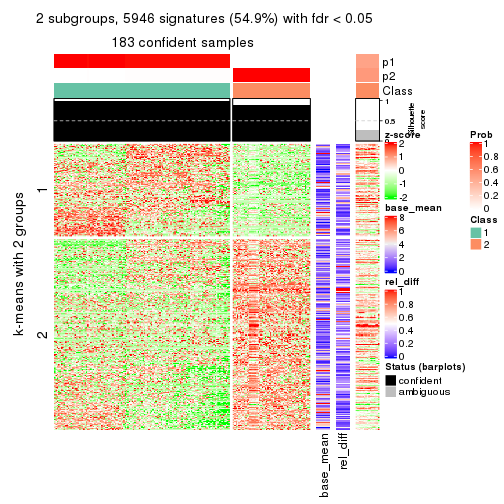 2 subgroups, 5946 signatures (54.9%) with fdr < 0.05
183 confident samples
p1
p2
Class
1
0.5
0
Silhouette
score
k-means with 2 groups
1
2
base_mean
rel_diff
z-score
2
1
0
-1
-2
base_mean
8
6
4
2
0
rel_diff
1
0.8
0.6
0.4
0.2
0
Status (barplots)
confident
ambiguous
Prob
1
0.8
0.6
0.4
0.2
0
Class
1
2